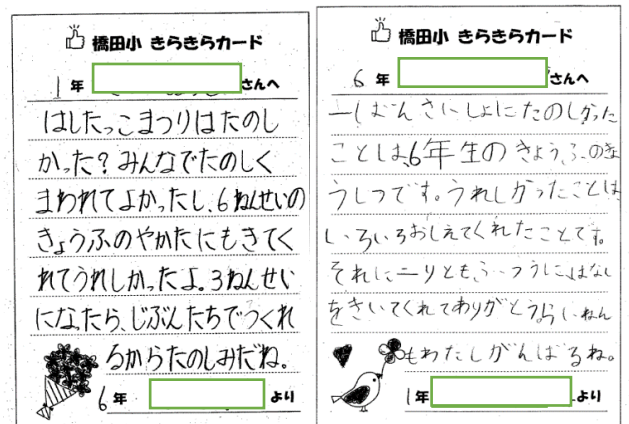 橋田小 きらきらカード
1 年
さんへ
はしたっこまつりはたのし
かった？みんなでたのしく
まわれてよかったし、6ねんせいの
きょうふのやかたにもきてく
れてうれしかったよ。3ねんせい
になったら、じぶんたちでつくれ
るからたのしみだね。
6 年
より
橋田小 きらきらカード
6 年
さんへ
一ばんさいしょにたのしかった
ことは、6年生のきょう、ふ、のきょ
うしつです。うれしかったことは、
いろいろおしえてくれたことです。
それに二りとも、ふつうに、はなし
をきいてくれてありがとうらいねん
もわたしがんばるね。
1 年
より